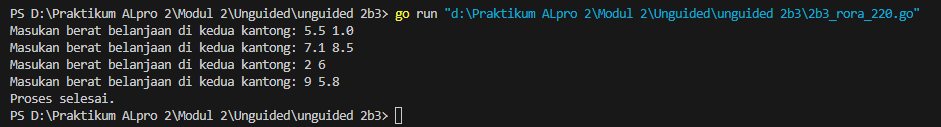 PS D:\Praktikum ALpro 2\Modul 2\Unguided\unguided 2b3> go run "d:\Praktikum ALpro 2\Modul 2\Unguided\unguided 2b3\2b3_rora_220.go"
Masukan berat belanjaan di kedua kantong: 5.5 1.0
Masukan berat belanjaan di kedua kantong: 7.1 8.5
Masukan berat belanjaan di kedua kantong: 2 6
Masukan berat belanjaan di kedua kantong: 9 5.8
Proses selesai.
PS D:\Praktikum ALpro 2\Modul 2\Unguided\unguided 2b3>